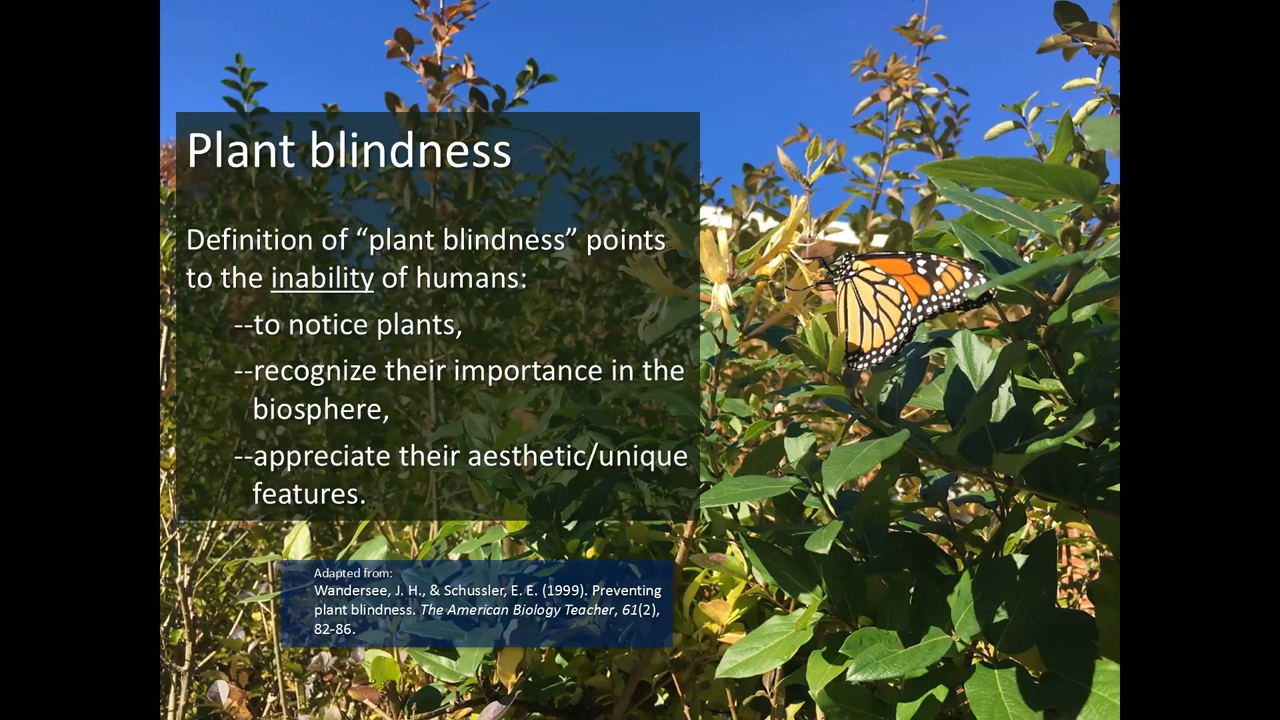 Plant blindness
Definition of “plant blindness” points
to the inability of humans:
--to notice plants,
--recognize their importance in the
biosphere,
--appreciate their aesthetic/unique
features.
Adapted from:
Wandersee, J. H., & Schussler, E. E. (1999). Preventing
plant blindness. The American Biology Teacher, 61(2),
82-86.